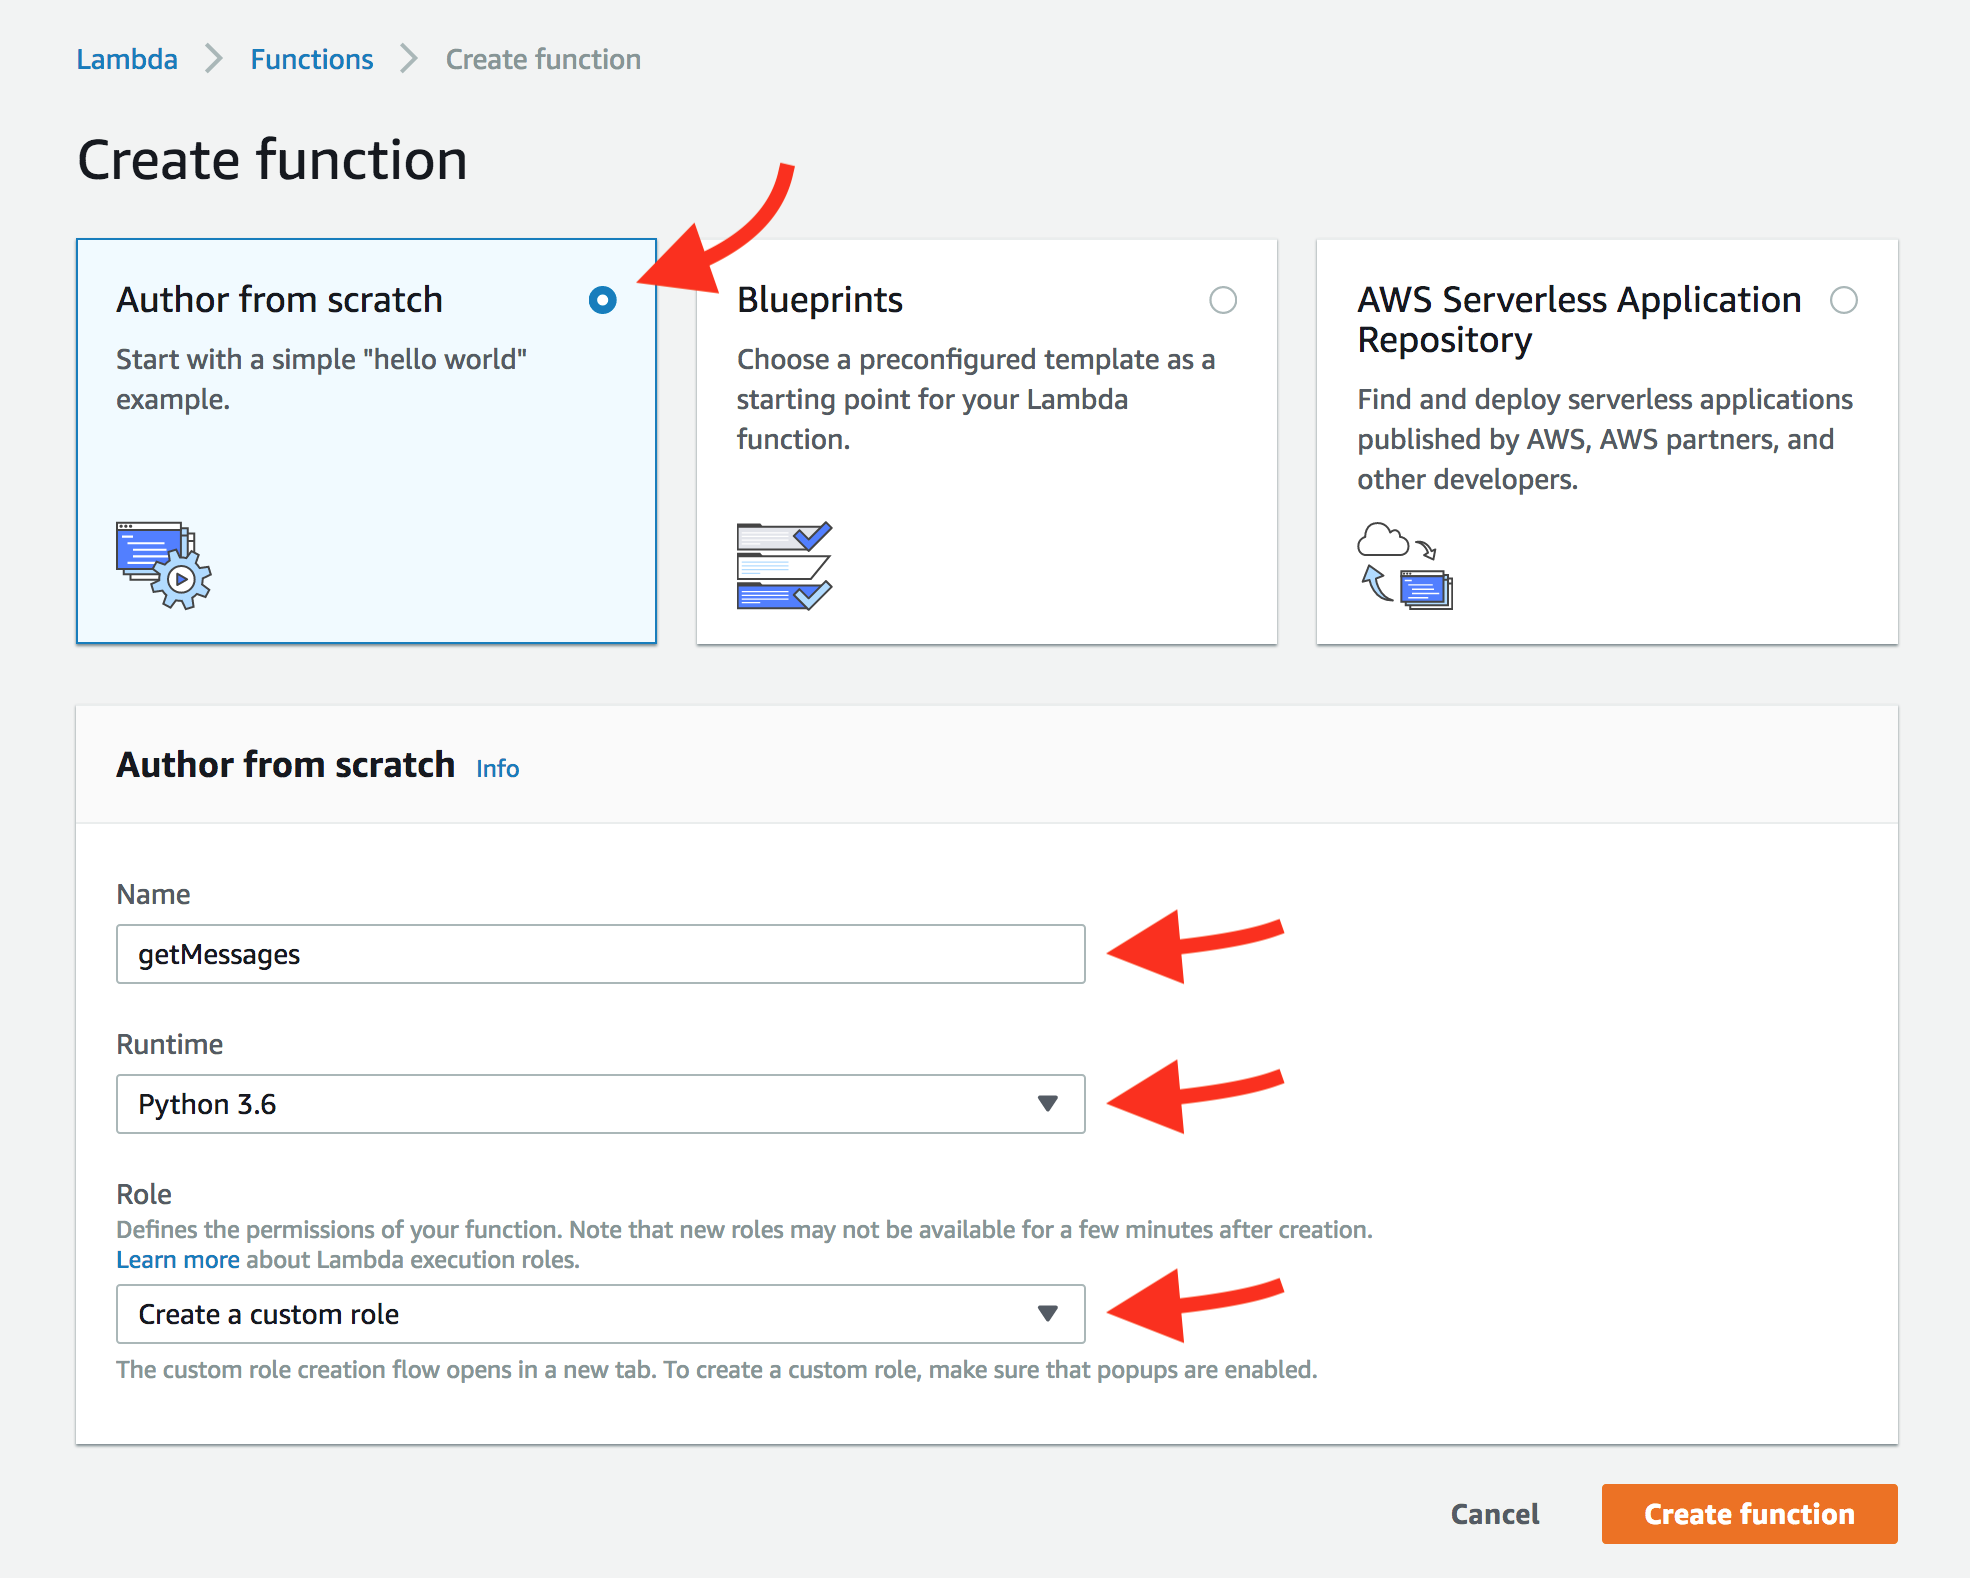 Lambda > Functions > Create function
Create function
Author from scratch
Start with a simple "hello world"
example.
Blueprints
Choose a preconfigured template as a
starting point for your Lambda
function.
AWS Serverless Application
Repository
Find and deploy serverless applications
published by AWS, AWS partners, and
other developers.
Author from scratch Info
Name
getMessages
Runtime
Python 3.6
Role
Defines the permissions of your function. Note that new roles may not be available for a few minutes after creation.
Learn more about Lambda execution roles.
Create a custom role
The custom role creation flow opens in a new tab. To create a custom role, make sure that popups are enabled.
Cancel
Create function